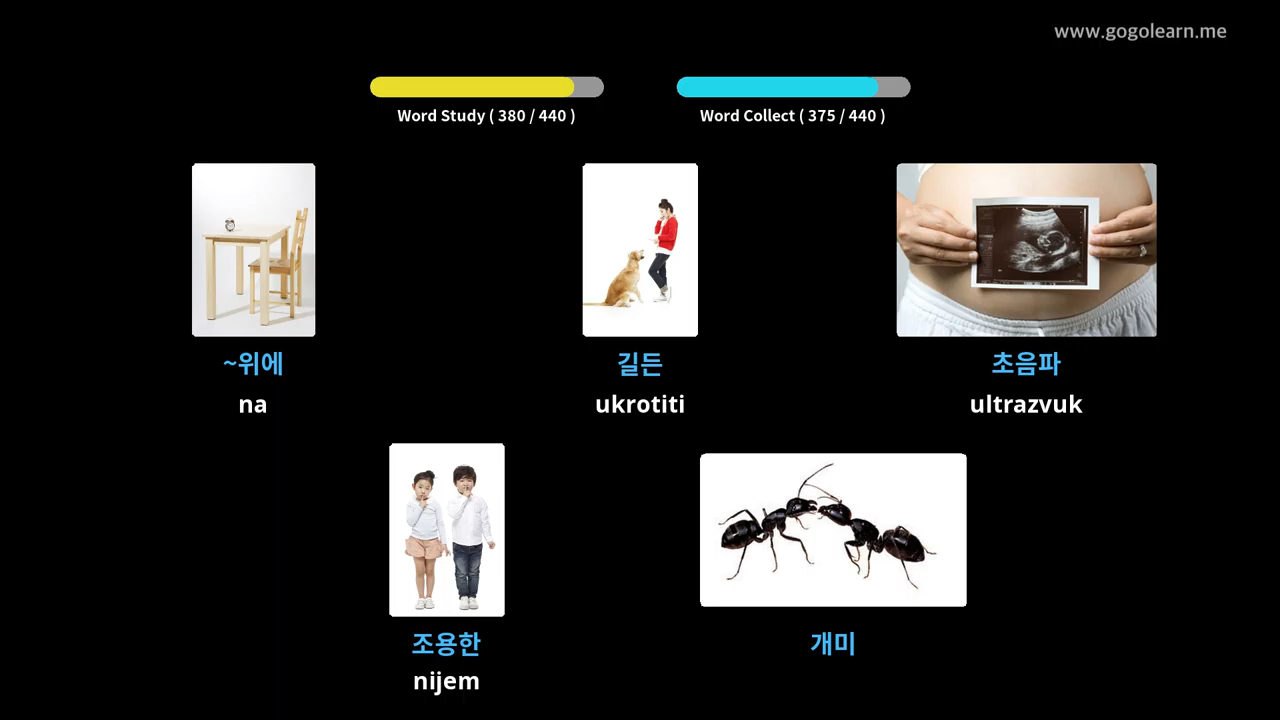 www.gogolearn.me
Word Study ( 380 / 440 )
Word Collect ( 375 / 440 )
~위에
na
길든
ukrotiti
초음파
ultrazvuk
조용한
nijem
개미